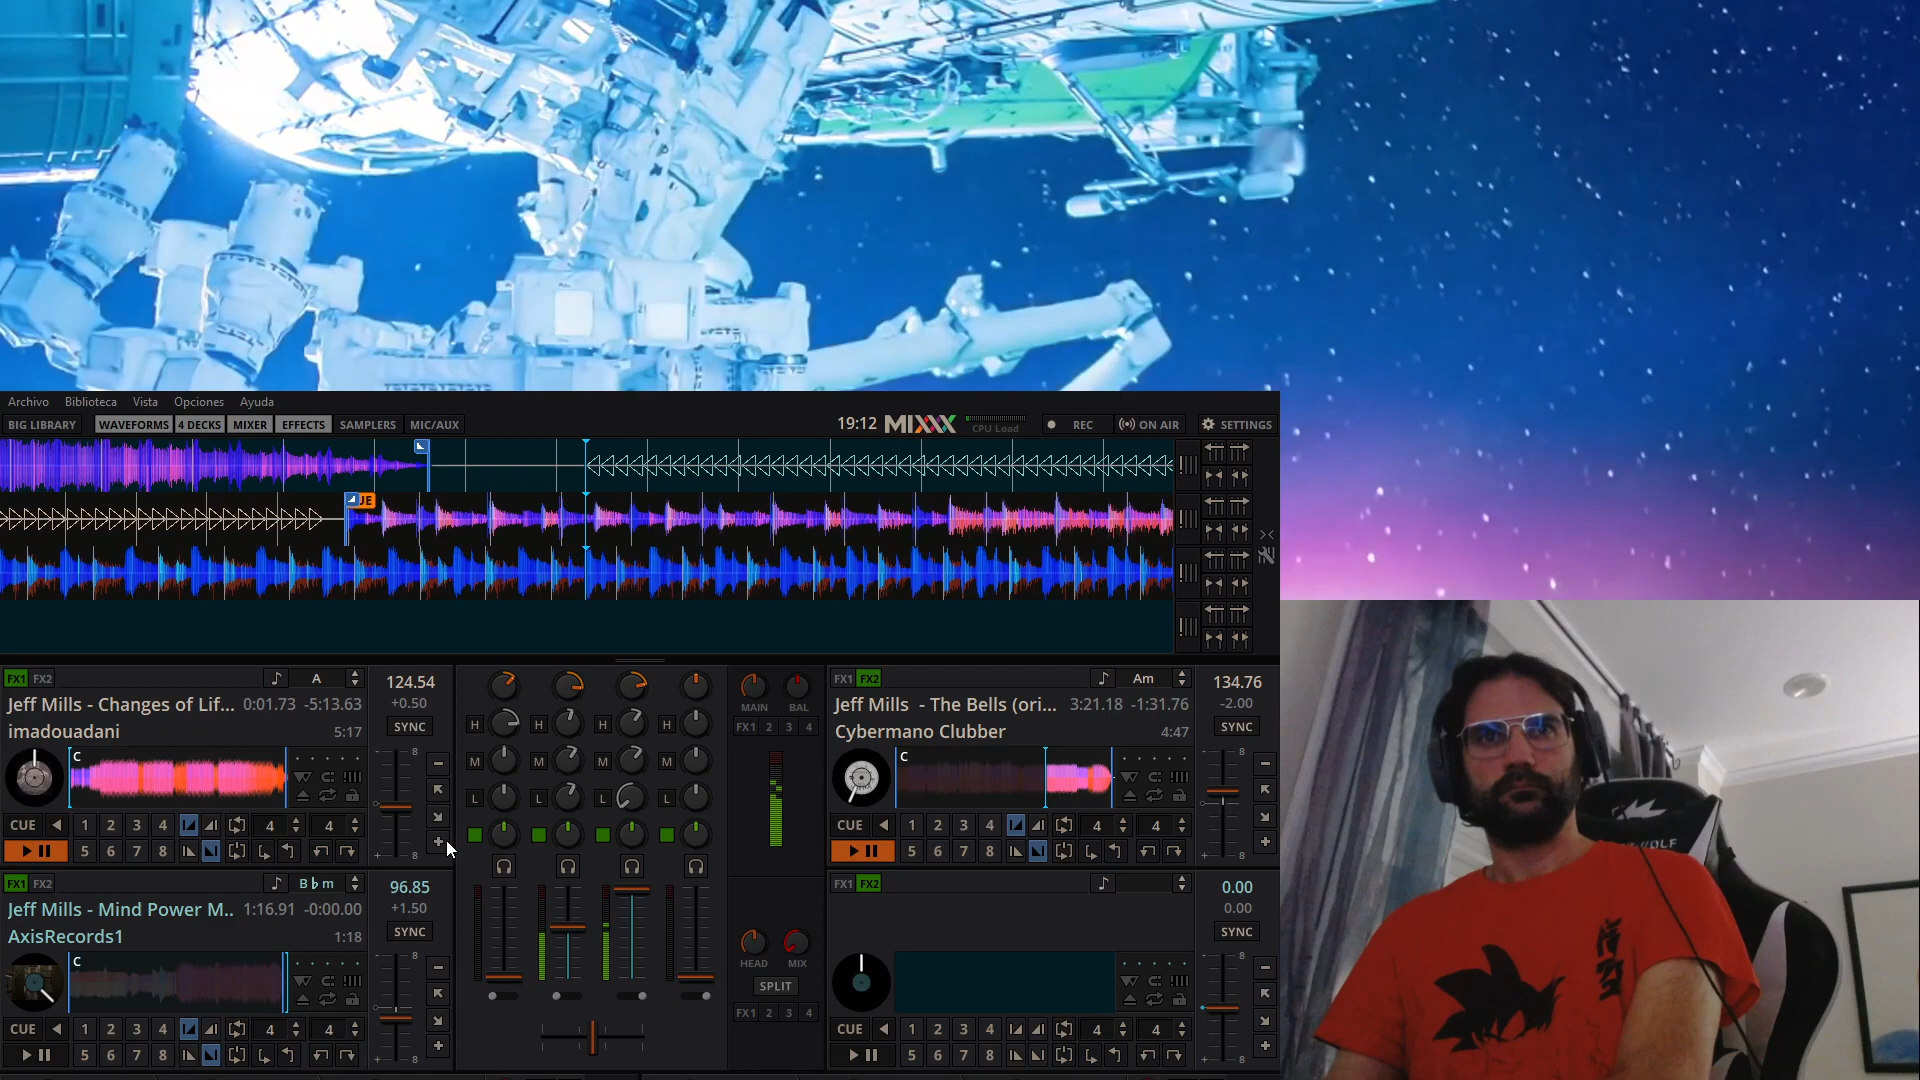 Archivo Biblioteca Vista Opciones Ayuda
BIG LIBRARY WAVEFORMS 4 DECKS MIXER EFFECTS SAMPLERS MIC/AUX 19:12 MIXXX CPU Load REC ON AIR SETTINGS
FX1 FX2 A 124.54
Jeff Mills - Changes of Lif... 0:01.73 -5:13.63 +0.50
imadouadani 5:17 SYNC
C
8
CUE 1 2 3 4 4 4
5 6 7 8 8
FX1 FX2 B♭m 96.85
Jeff Mills - Mind Power M.. 1:16.91 -0:00.00 +1.50
AxisRecords1 1:18 SYNC
C
8
CUE 1 2 3 4 4 4
5 6 7 8 8
H H H H
M M M M
L L L L
MAIN BAL
FX1 2 3 4
HEAD MIX
SPLIT
FX1 2 3 4
FX1 FX2 Am 134.76
Jeff Mills - The Bells (ori... 3:21.18 -1:31.76 -2.00
Cybermano Clubber 4:47 SYNC
C
8
CUE 1 2 3 4 4 4
5 6 7 8 8
FX1 FX2 0.00
0.00
SYNC
8
CUE 1 2 3 4 4 4
5 6 7 8 8